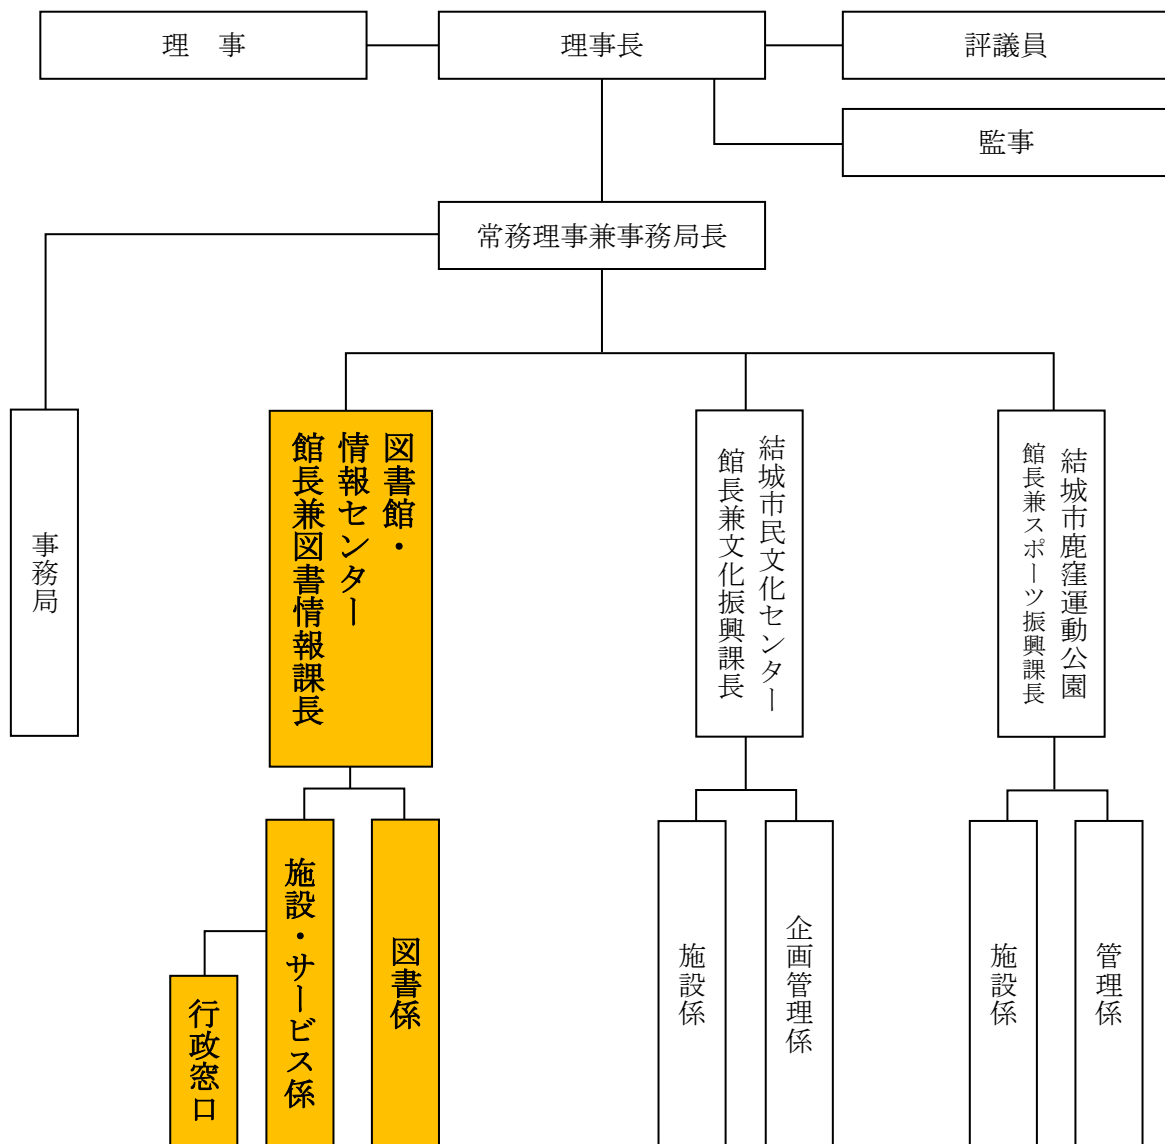 理　事
理事長
評議員
監事
常務理事兼事務局長
事務局
図書館・
情報センター
館長兼図書情報課長
結城市民文化センター
館長兼文化振興課長
結城市鹿窪運動公園
館長兼スポーツ振興課長
行政窓口
施設・サービス係
図書係
施設係
企画管理係
施設係
管理係